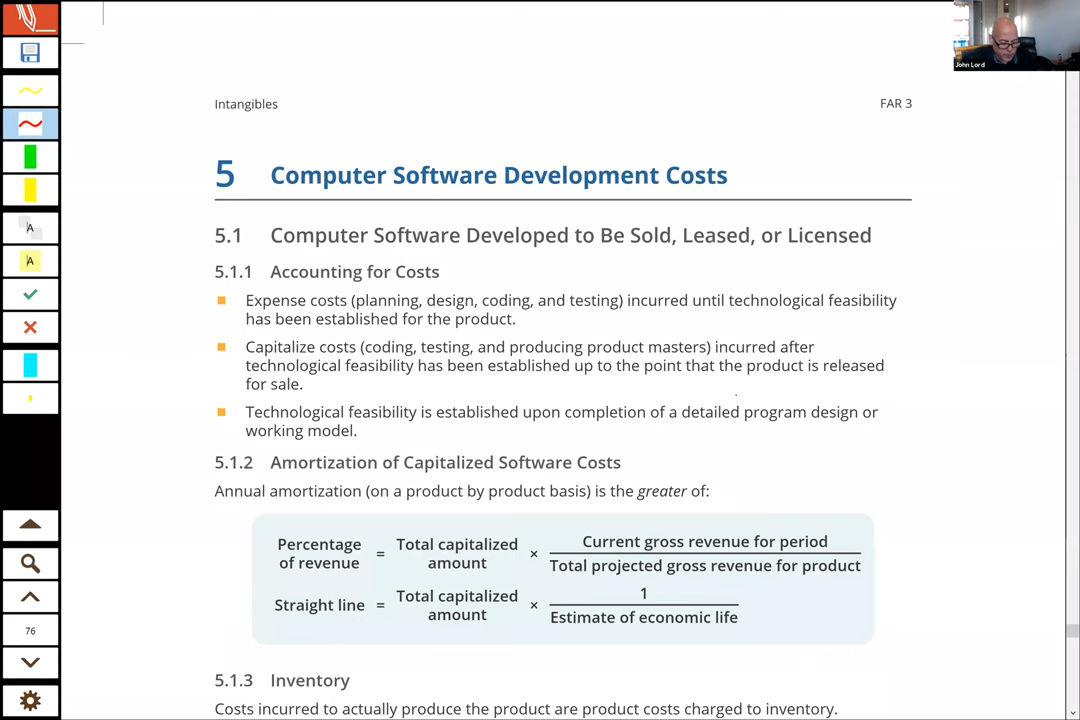 John Lord
Intangibles
FAR 3
5 Computer Software Development Costs
5.1 Computer Software Developed to Be Sold, Leased, or Licensed
5.1.1 Accounting for Costs
Expense costs (planning, design, coding, and testing) incurred until technological feasibility
has been established for the product.
Capitalize costs (coding, testing, and producing product masters) incurred after
technological feasibility has been established up to the point that the product is released
for sale.
Technological feasibility is established upon completion of a detailed program design or
working model.
5.1.2 Amortization of Capitalized Software Costs
Annual amortization (on a product by product basis) is the greater of:
Percentage of revenue = Total capitalized amount × Current gross revenue for period
Total projected gross revenue for product
Straight line = Total capitalized amount × 1
Estimate of economic life
5.1.3 Inventory
Costs incurred to actually produce the product are product costs charged to inventory.
A
A
76